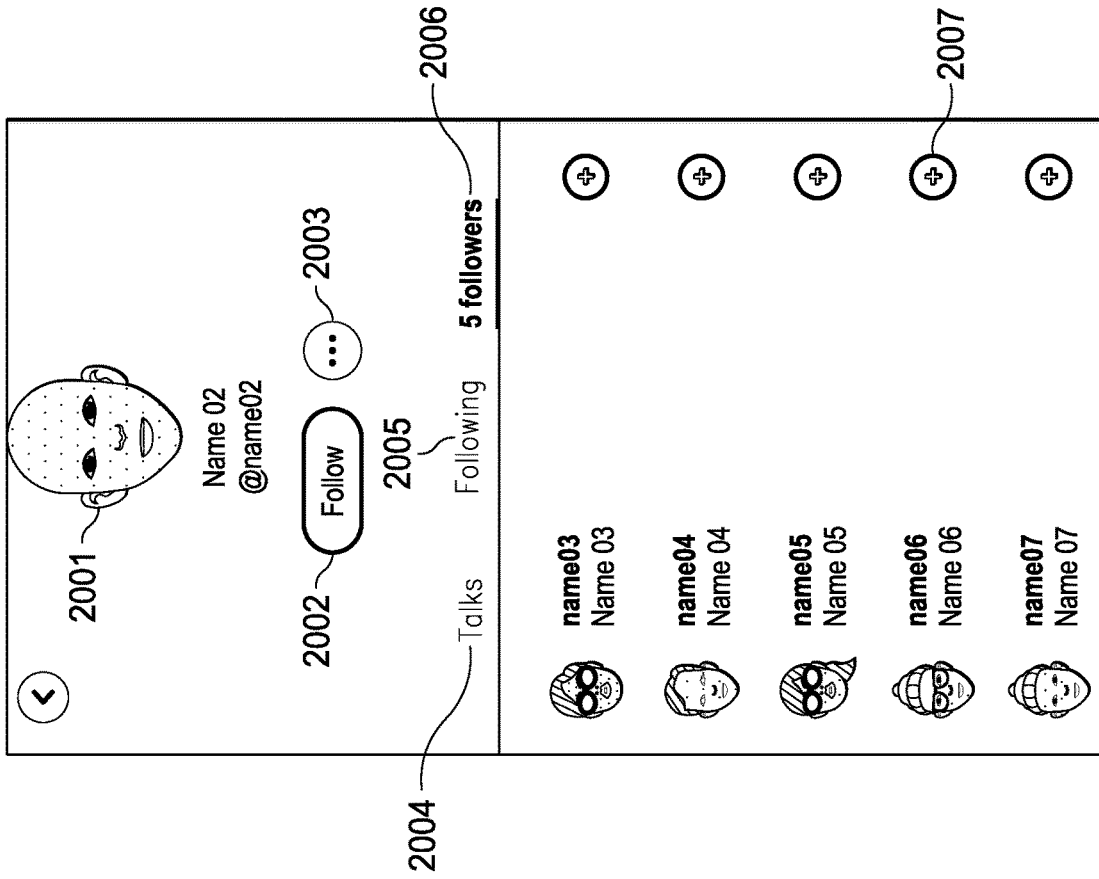 2001
Name 02
@name02
2002
Follow
2003
2005
2004
Talks
Following
5 followers
2006
name03
Name 03
name04
Name 04
name05
Name 05
name06
Name 06
2007
name07
Name 07